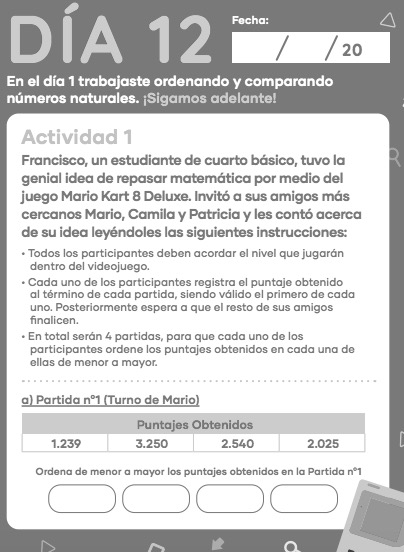 DÍA 12
Fecha:
/ / 20
En el día 1 trabajaste ordenando y comparando
números naturales. ¡Sigamos adelante!
Actividad 1
Francisco, un estudiante de cuarto básico, tuvo la
genial idea de repasar matemática por medio del
juego Mario Kart 8 Deluxe. Invitó a sus amigos más
cercanos Mario, Camila y Patricia y les contó acerca
de su idea leyéndoles las siguientes instrucciones:
• Todos los participantes deben acordar el nivel que jugarán
dentro del videojuego.
• Cada uno de los participantes registra el puntaje obtenido
al término de cada partida, siendo válido el primero de cada
uno. Posteriormente espera a que el resto de sus amigos
finalicen.
• En total serán 4 partidas, para que cada uno de los
participantes ordene los puntajes obtenidos en cada una de
ellas de menor a mayor.
a) Partida n°1 (Turno de Mario)
Puntajes Obtenidos
1.239 3.250 2.540 2.025
Ordena de menor a mayor los puntajes obtenidos en la Partida n°1